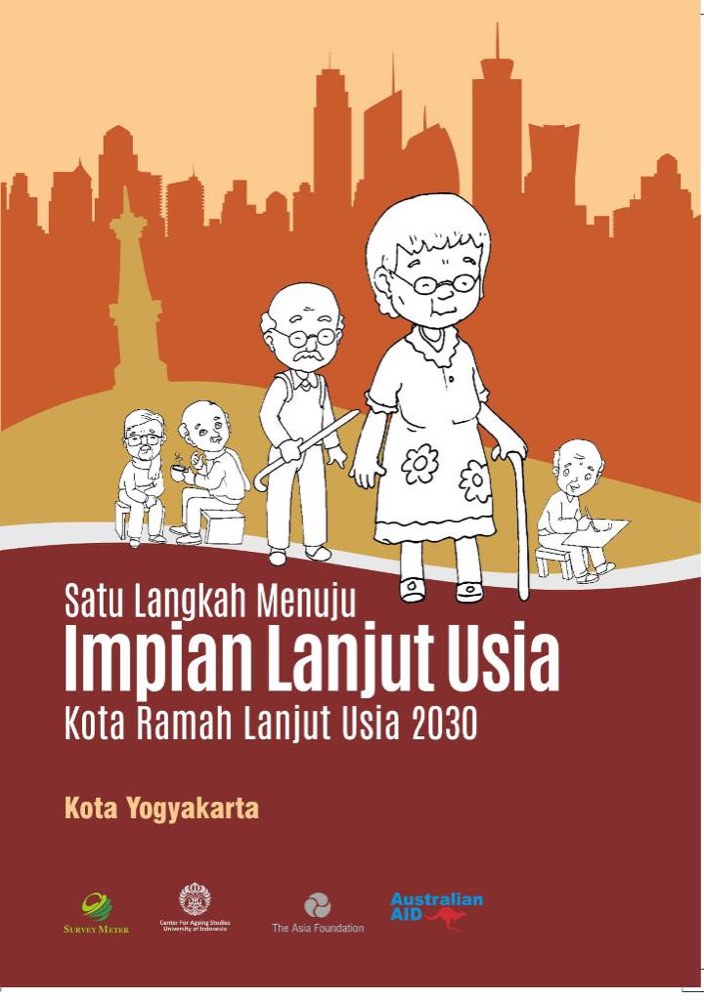 Satu Langkah Menuju
Impian Lanjut Usia
Kota Ramah Lanjut Usia 2030
Kota Yogyakarta
SURVEY METER
Center For Ageing Studies
University of Indonesia
The Asia Foundation
Australian
AID